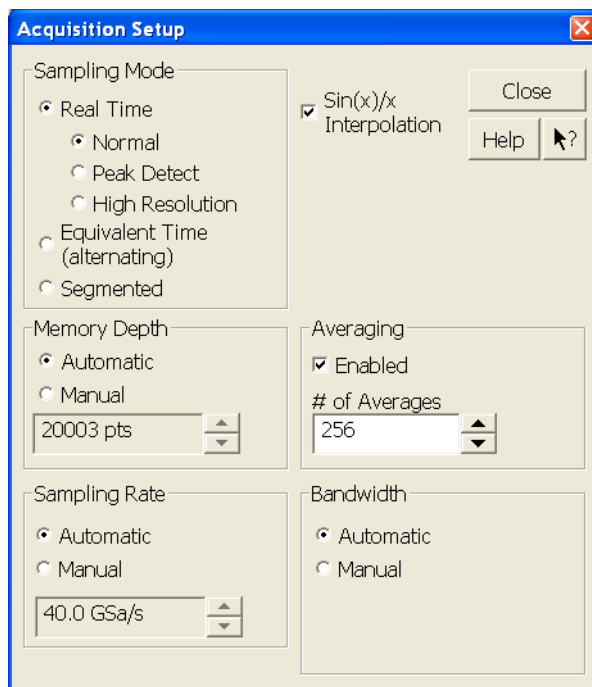 Acquisition Setup
Sampling Mode
Real Time
Normal
Peak Detect
High Resolution
Equivalent Time
(alternating)
Segmented
Sin(x)/x
Interpolation
Close
Help
?
Memory Depth
Automatic
Manual
20003 pts
Averaging
Enabled
# of Averages
256
Sampling Rate
Automatic
Manual
40.0 GSa/s
Bandwidth
Automatic
Manual